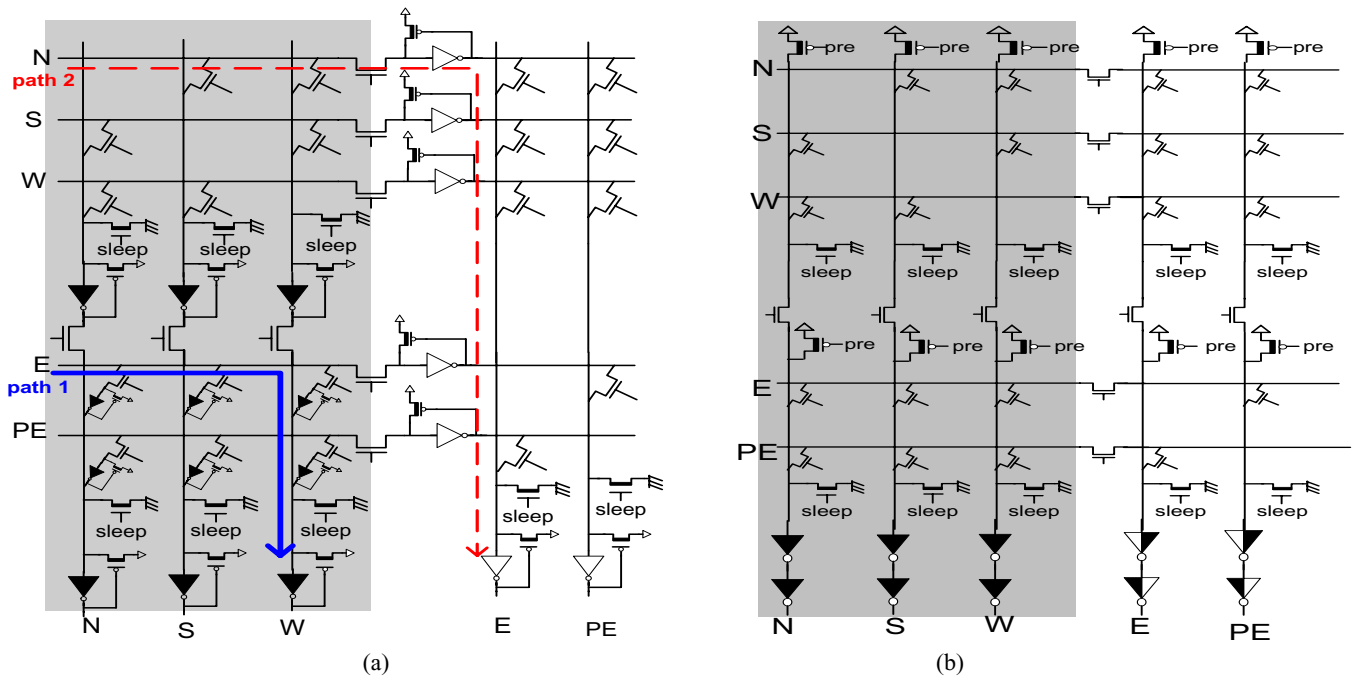 N
path 2
S
W
sleep sleep sleep
E
path 1
PE
sleep sleep sleep
sleep sleep
N S W E PE
(a)
pre pre pre pre pre
N
S
W
sleep sleep sleep sleep sleep
pre pre pre pre pre
E
PE
sleep sleep sleep sleep sleep
N S W E PE
(b)